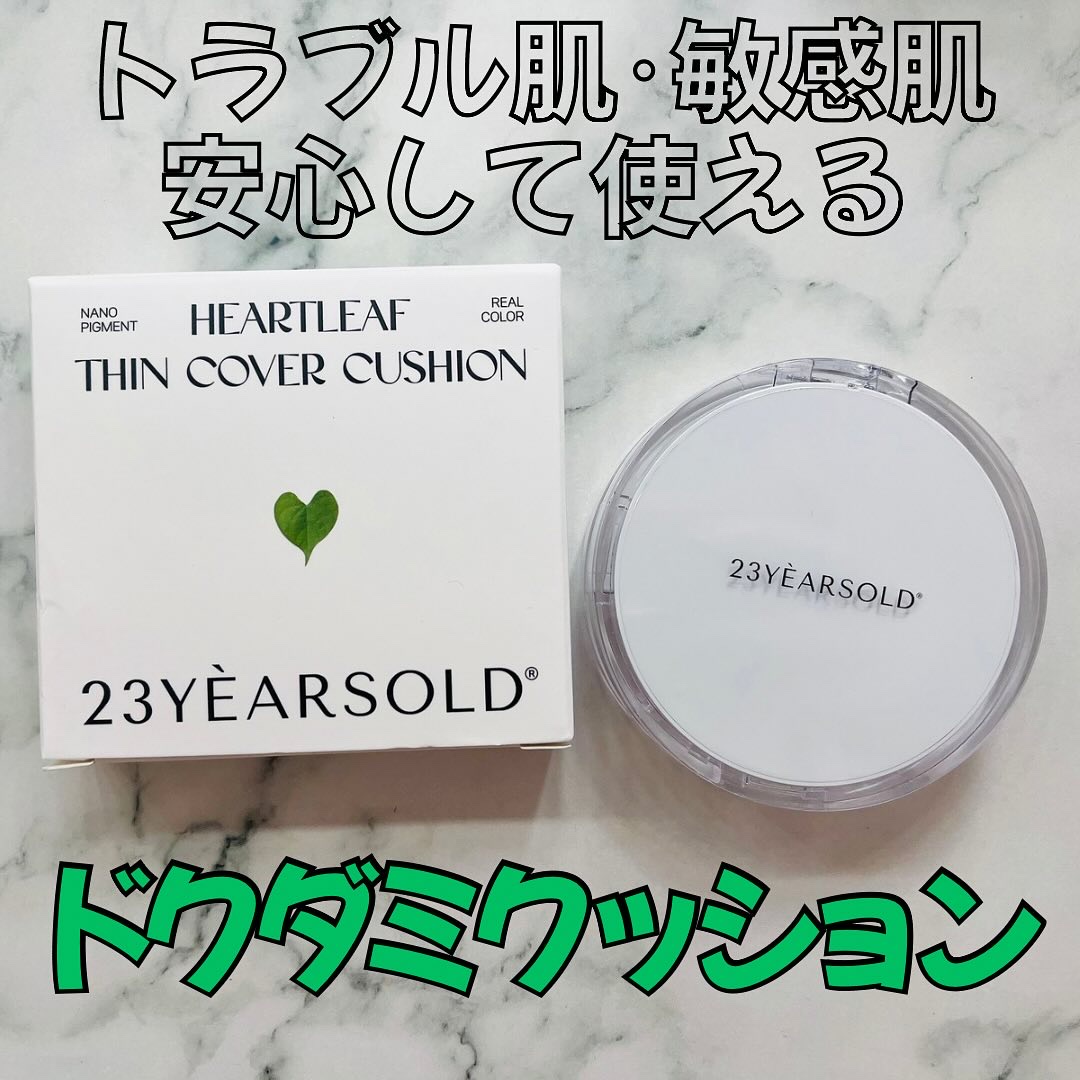 トラブル肌·敏感肌
安心して使える
NANO
PIGMENT
HEARTLEAF
REAL
COLOR
THIN COVER CUSHION
23YÈARSOLD®
23YÈARSOLD®
ドクダミクッション